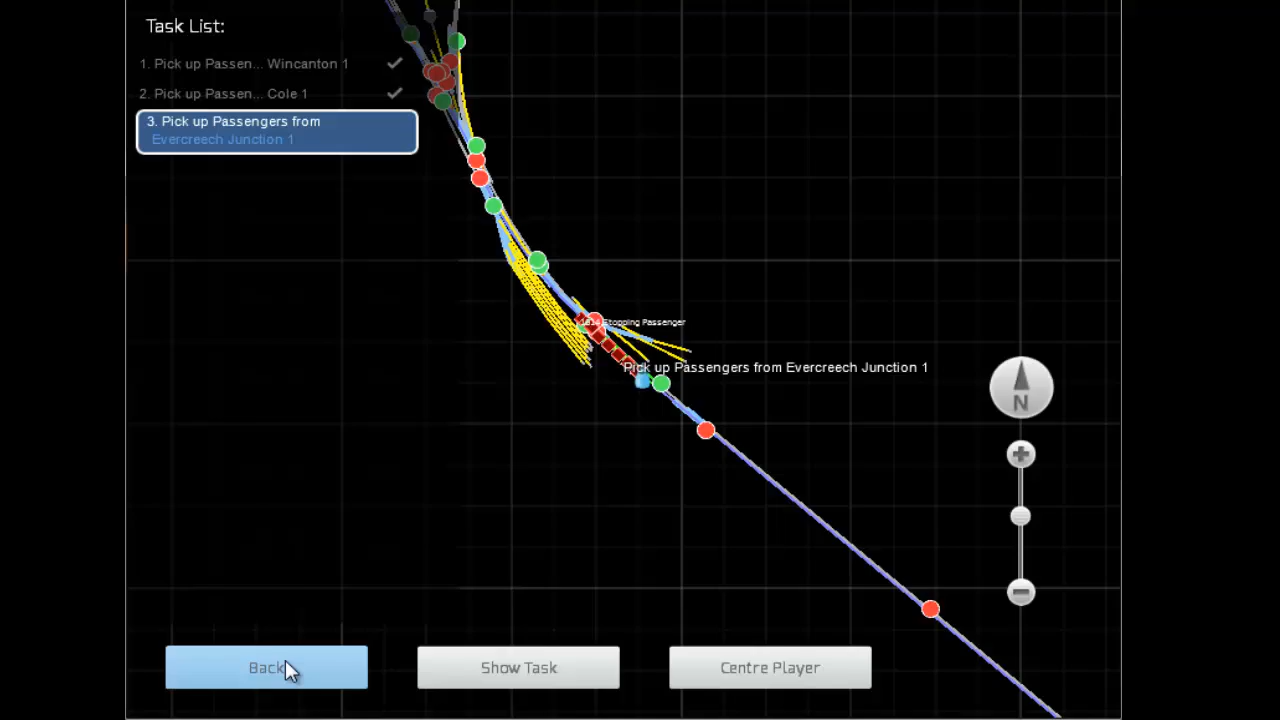 Task List:
1. Pick up Passen... Wincanton 1
2. Pick up Passen... Cole 1
3. Pick up Passengers from
Evercreech Junction 1
Stopping Passenger
Pick up Passengers from Evercreech Junction 1
N
Back
Show Task
Centre Player